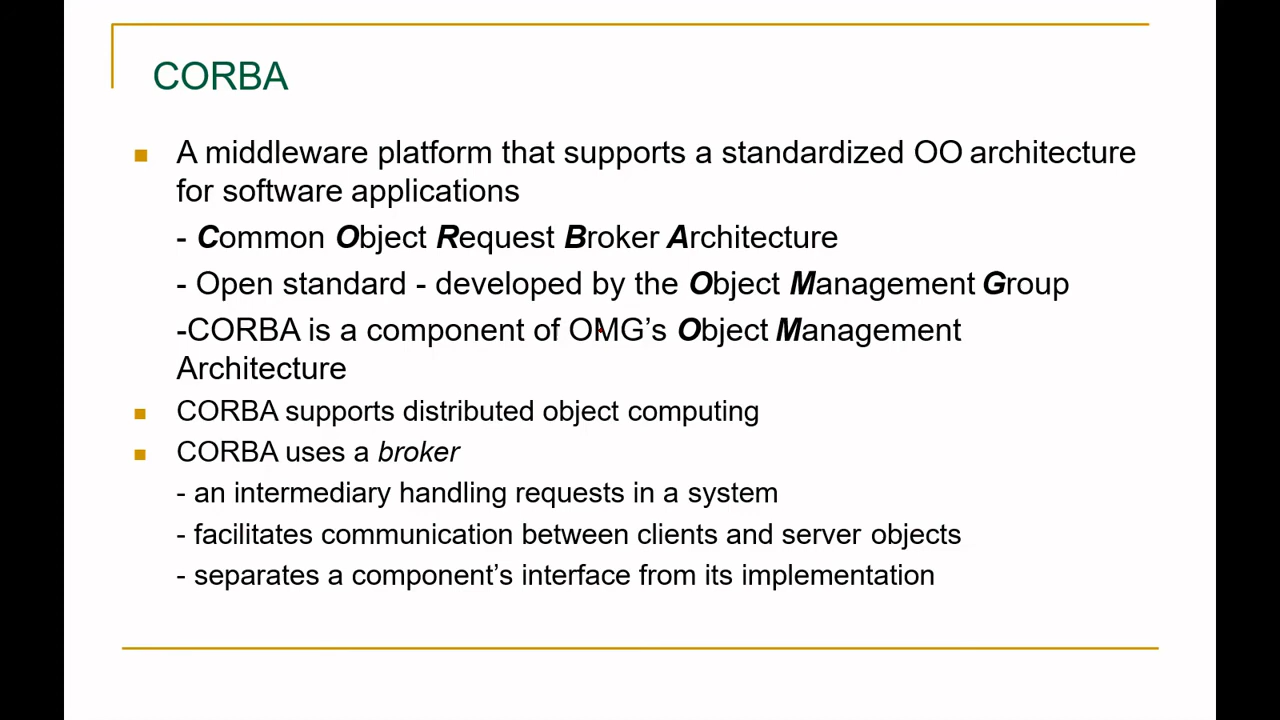 CORBA
A middleware platform that supports a standardized OO architecture
for software applications
- Common Object Request Broker Architecture
- Open standard - developed by the Object Management Group
-CORBA is a component of OMG’s Object Management
Architecture
CORBA supports distributed object computing
CORBA uses a broker
- an intermediary handling requests in a system
- facilitates communication between clients and server objects
- separates a component’s interface from its implementation